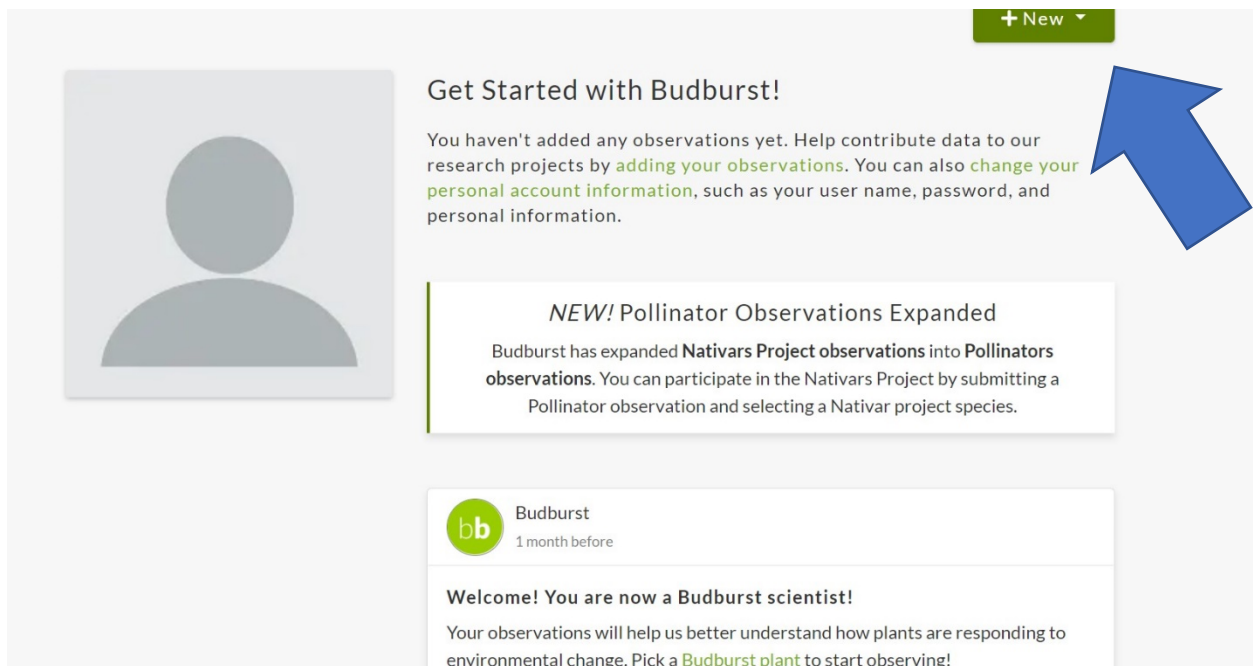 + New
Get Started with Budburst!
You haven't added any observations yet. Help contribute data to our
research projects by adding your observations. You can also change your
personal account information, such as your user name, password, and
personal information.
NEW! Pollinator Observations Expanded
Budburst has expanded Nativars Project observations into Pollinators
observations. You can participate in the Nativars Project by submitting a
Pollinator observation and selecting a Nativar project species.
bb
Budburst
1 month before
Welcome! You are now a Budburst scientist!
Your observations will help us better understand how plants are responding to
environmental change. Pick a Budburst plant to start observing!